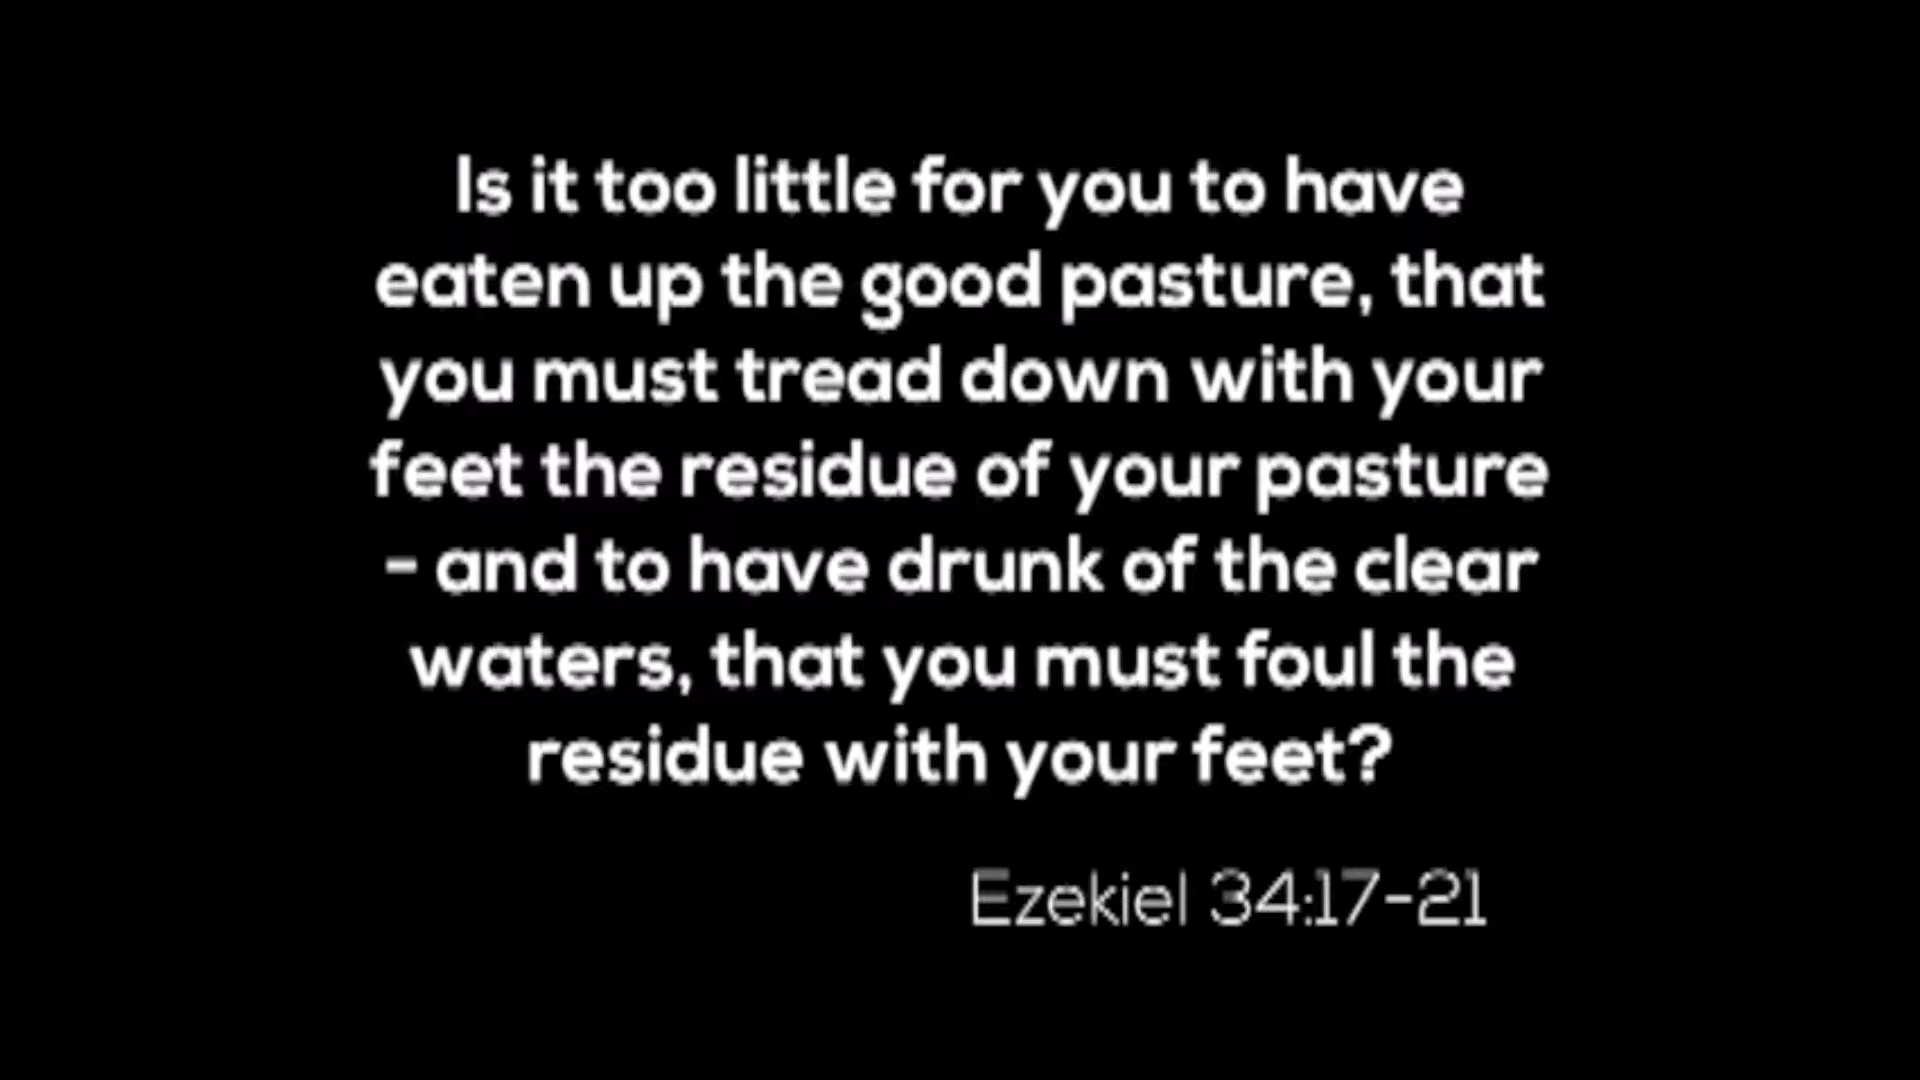 Is it too little for you to have
eaten up the good pasture, that
you must tread down with your
feet the residue of your pasture
- and to have drunk of the clear
waters, that you must foul the
residue with your feet?
Ezekiel 34:17-21